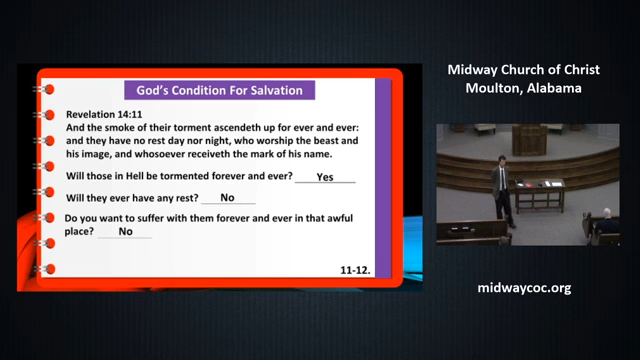 God's Condition For Salvation
Revelation 14:11
And the smoke of their torment ascendeth up for ever and ever:
and they have no rest day nor night, who worship the beast and
his image, and whosoever receiveth the mark of his name.
Will those in Hell be tormented forever and ever? Yes
Will they ever have any rest? No
Do you want to suffer with them forever and ever in that awful
place? No
11-12.
Midway Church of Christ
Moulton, Alabama
midwaycoc.org